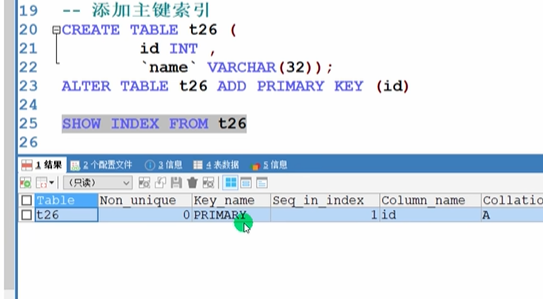 19 -- 添加主键索引
20 CREATE TABLE t26 (
21 id INT ,
22 `name` VARCHAR(32));
23 ALTER TABLE t26 ADD PRIMARY KEY (id)
24
25 SHOW INDEX FROM t26
26
1 结果 2 个配置文件 3 信息 4 表数据 5 信息
(只读)
Table Non_unique Key_name Seq_in_index Column_name Collatio
t26 0 PRIMARY 1 id A